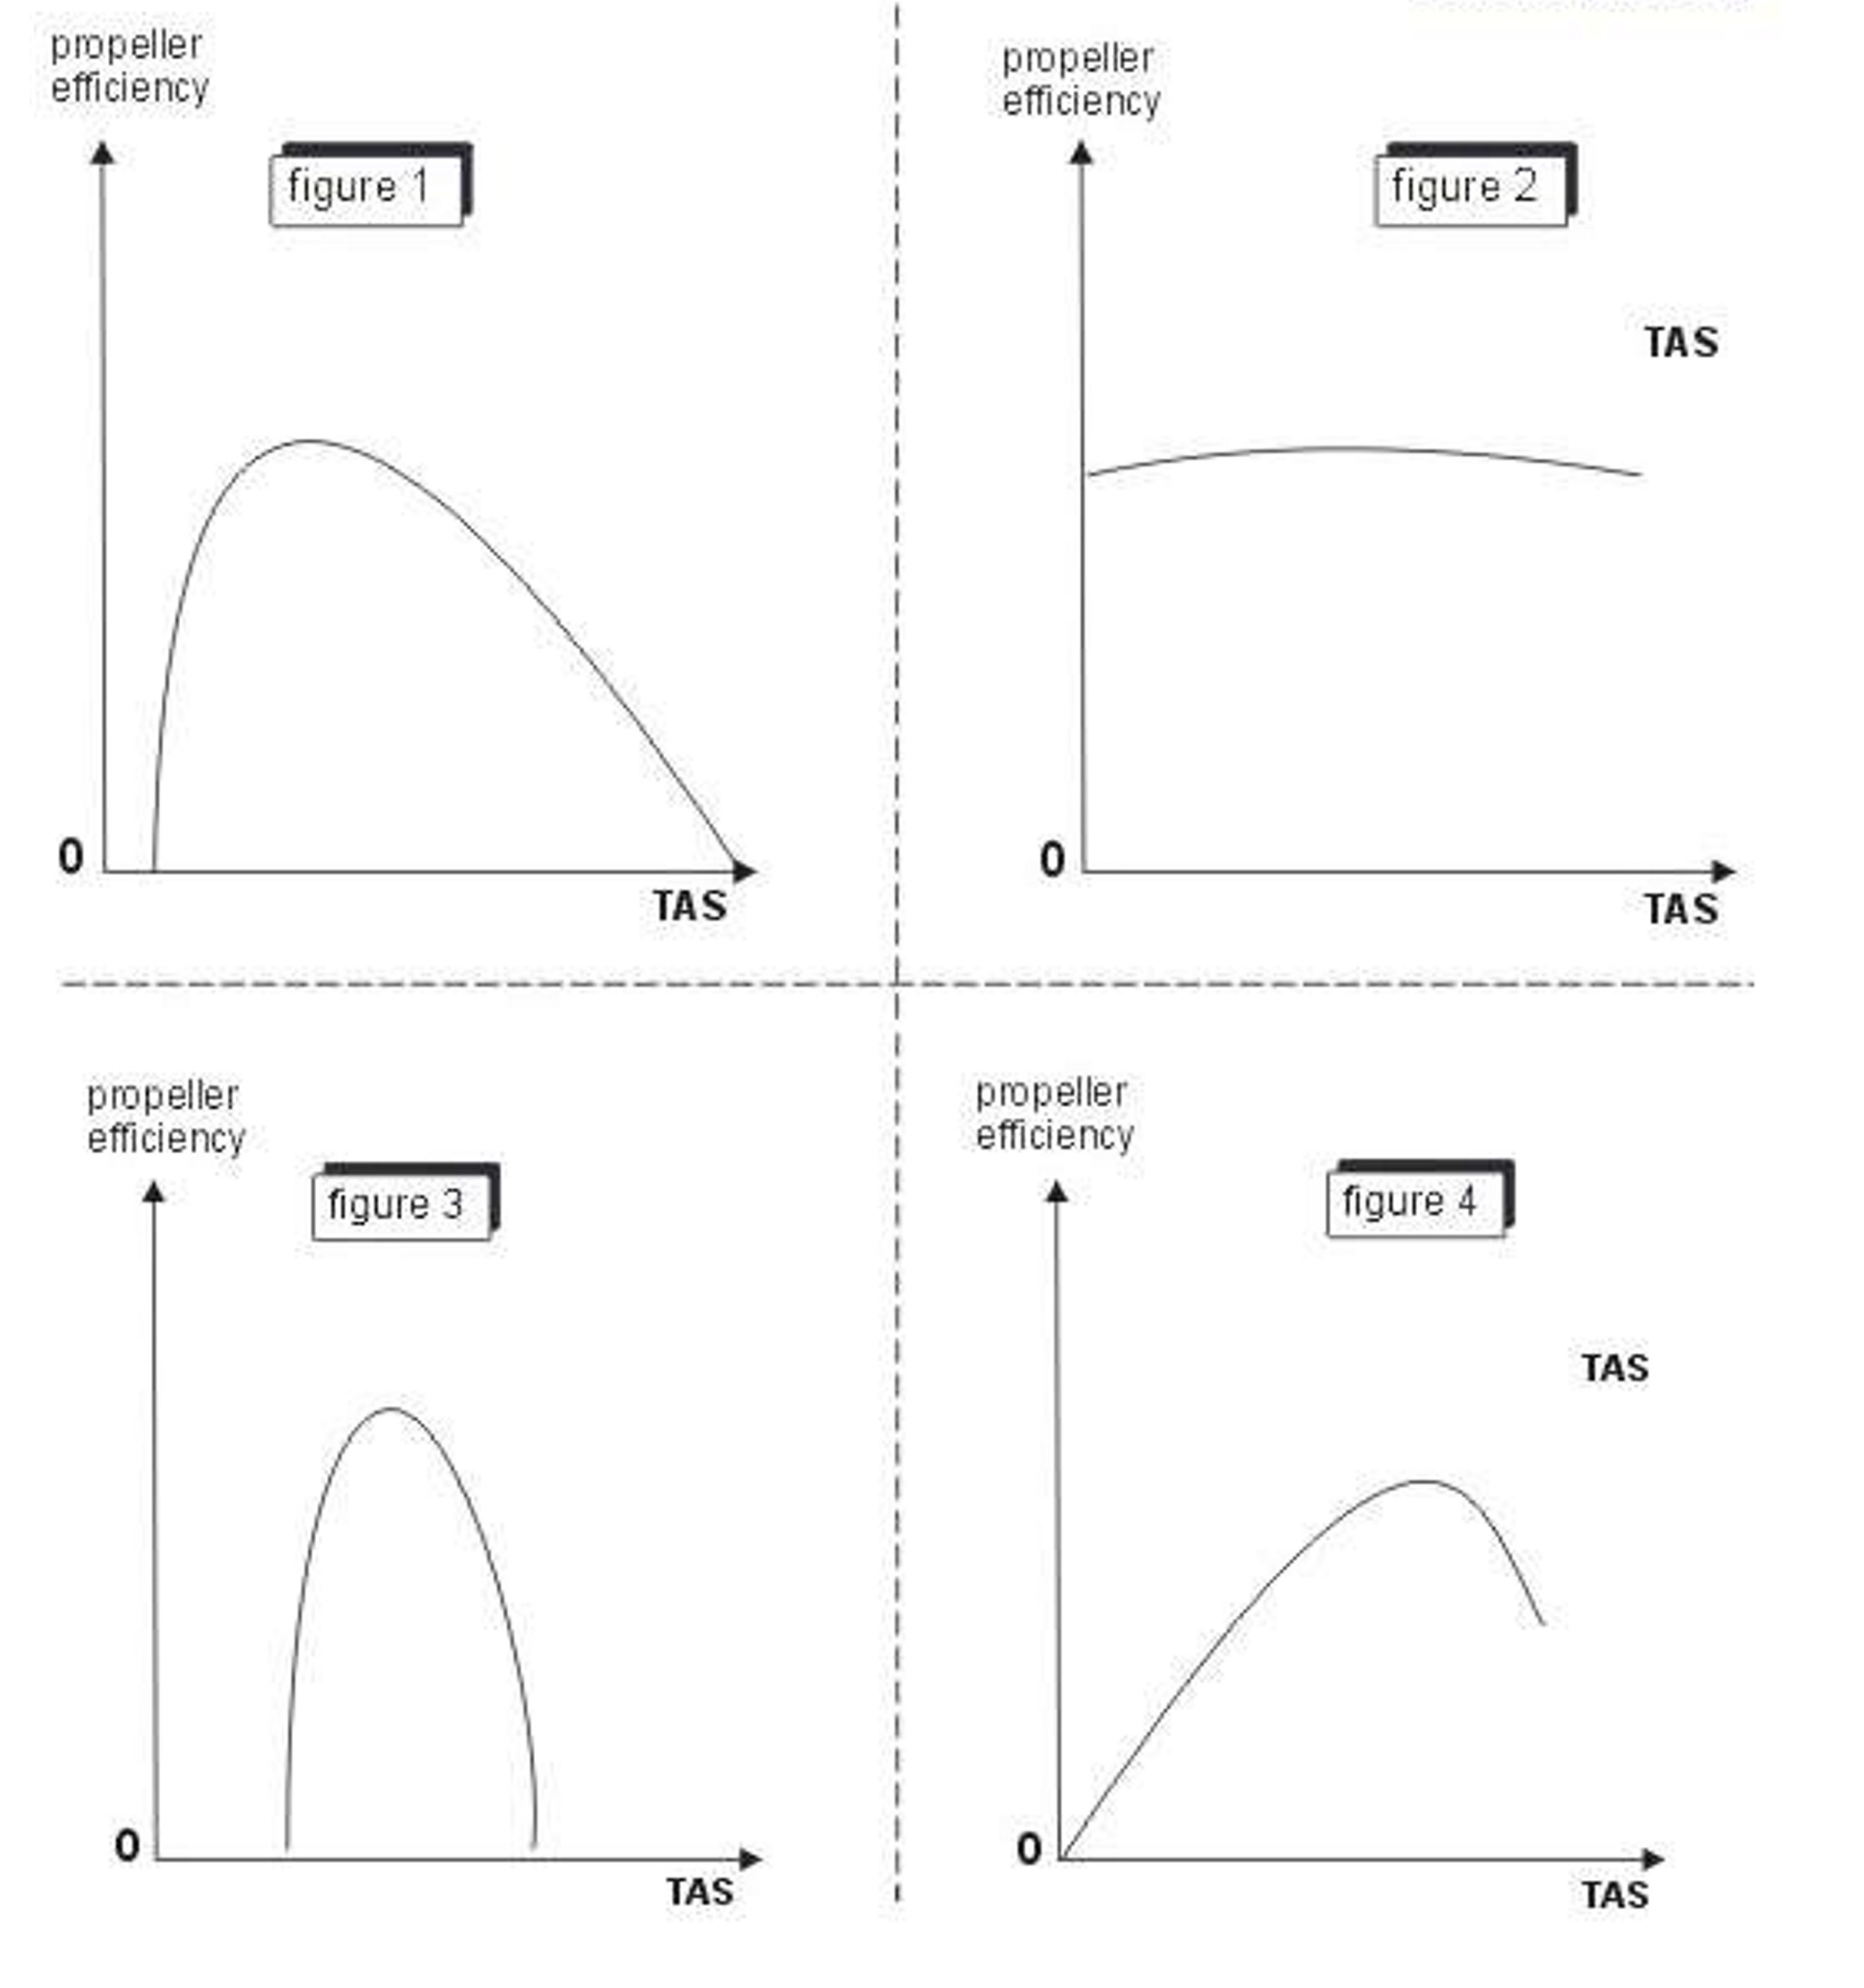 propeller
efficiency
figure 1
0
TAS
propeller
efficiency
figure 2
TAS
0
TAS
propeller
efficiency
figure 3
0
TAS
propeller
efficiency
figure 4
TAS
0
TAS